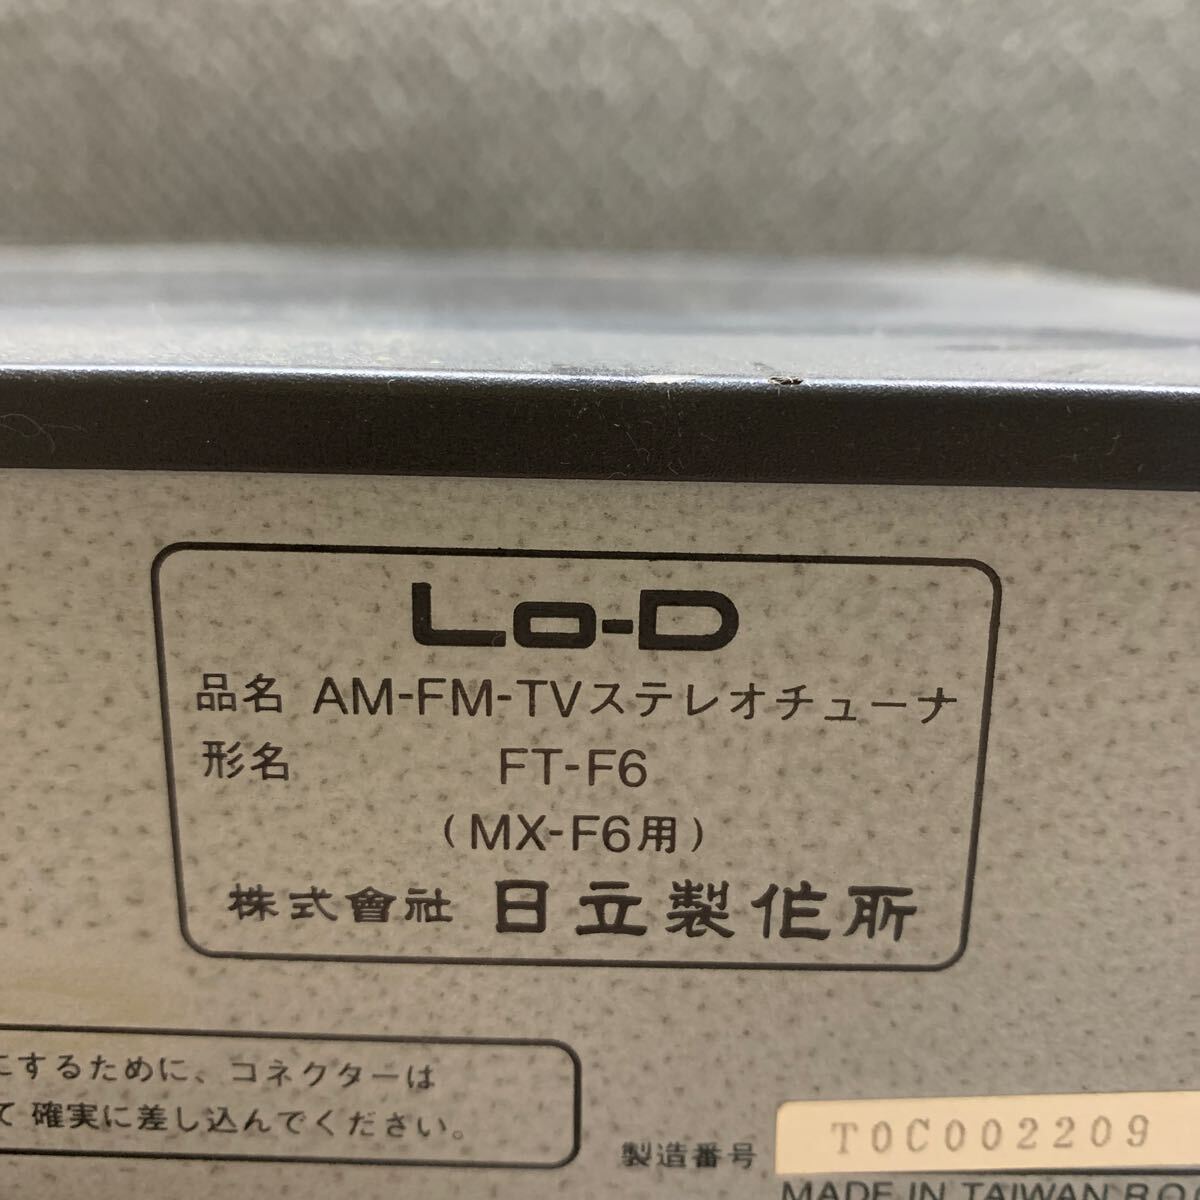 Lo-D
品名 AM-FM-TVステレオチューナ
形名 FT-F6
(MX-F6用)
株式會社 日立製作所
にするために、コネクターは
て 確実に差し込んでください。
製造番号 T0C002209
MADE IN TAIWAN R.O.